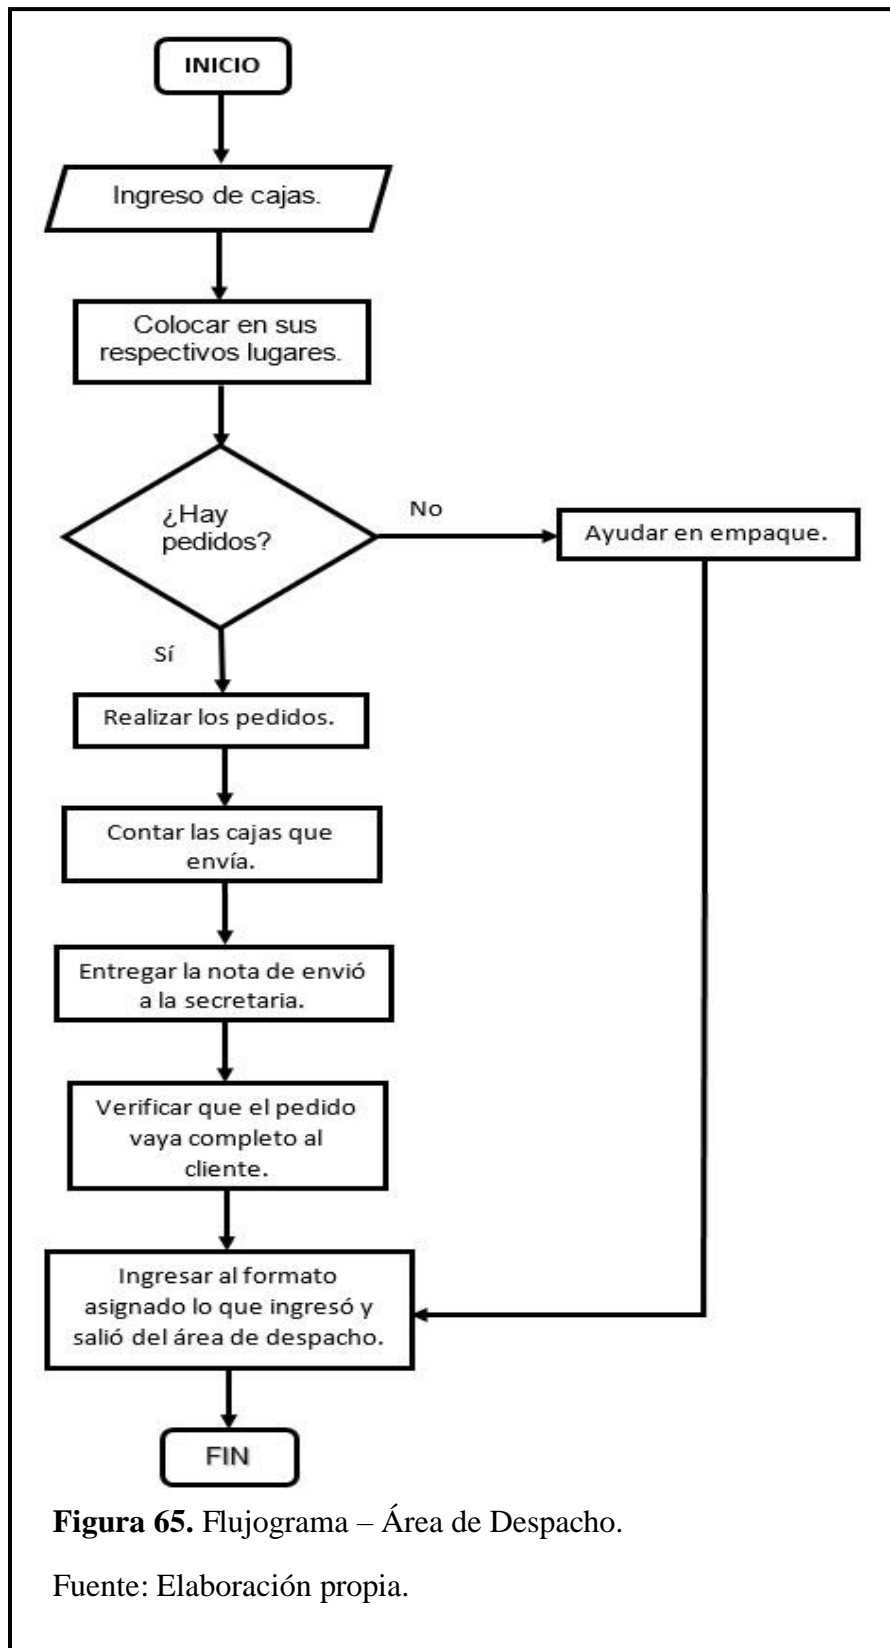 INICIO
Ingreso de cajas.
Colocar en sus
respectivos lugares.
¿Hay
pedidos?
No
Ayudar en empaque.
Sí
Realizar los pedidos.
Contar las cajas que
envía.
Entregar la nota de envió
a la secretaria.
Verificar que el pedido
vaya completo al
cliente.
Ingresar al formato
asignado lo que ingresó y
salió del área de despacho.
FIN
Figura 65. Flujograma – Área de Despacho.
Fuente: Elaboración propia.